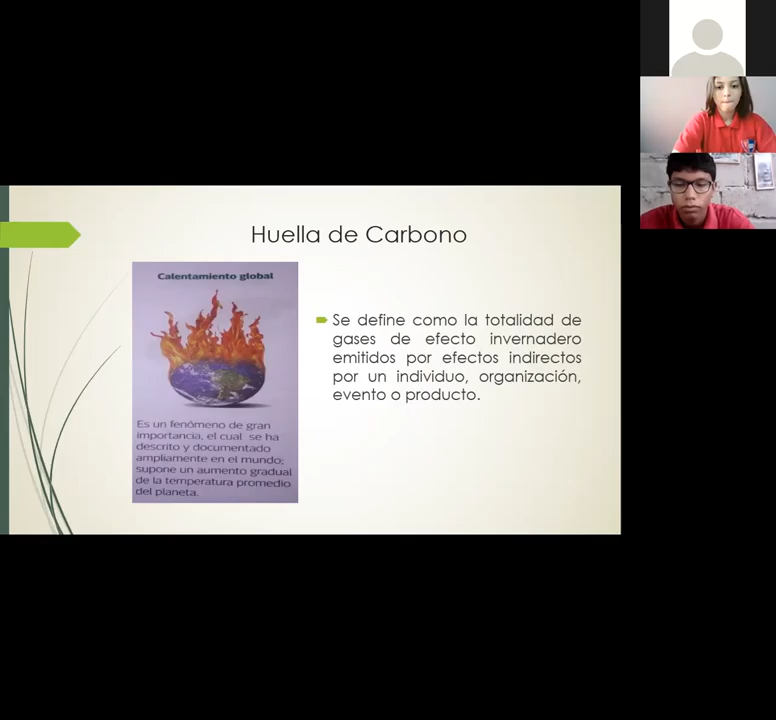 Huella de Carbono
Calentamiento global
Es un fenómeno de gran
importancia, el cual se ha
descrito y documentado
ampliamente en el mundo;
supone un aumento gradual
de la temperatura promedio
del planeta.
Se define como la totalidad de
gases de efecto invernadero
emitidos por efectos indirectos
por un individuo, organización,
evento o producto.